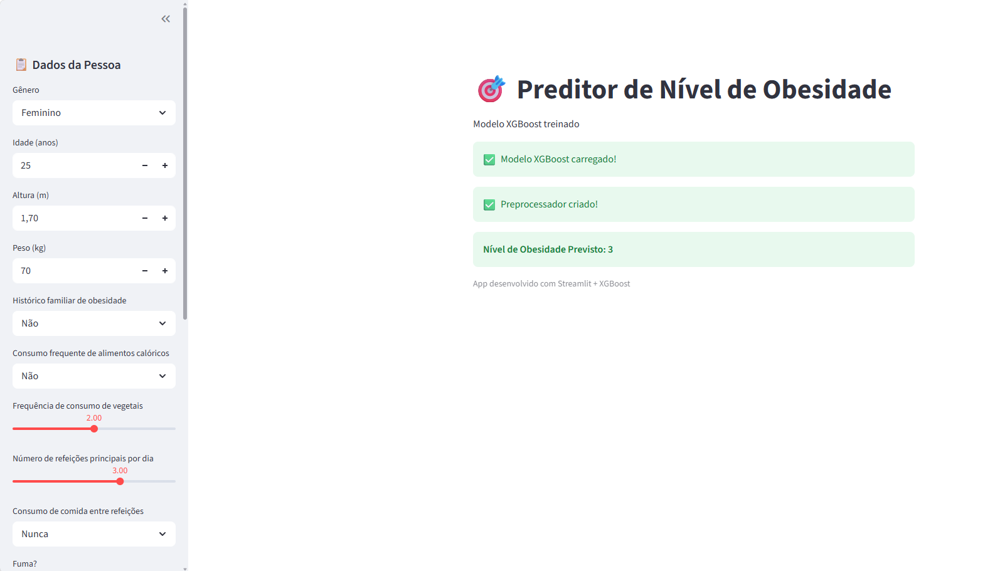 Dados da Pessoa
Gênero
Feminino
Idade (anos)
25
Altura (m)
1,70
Peso (kg)
70
Histórico familiar de obesidade
Não
Consumo frequente de alimentos calóricos
Não
Frequência de consumo de vegetais
2.00
Número de refeições principais por dia
3.00
Consumo de comida entre refeições
Nunca
Fuma?
Preditor de Nível de Obesidade
Modelo XGBoost treinado
Modelo XGBoost carregado!
Preprocessador criado!
Nível de Obesidade Previsto: 3
App desenvolvido com Streamlit + XGBoost